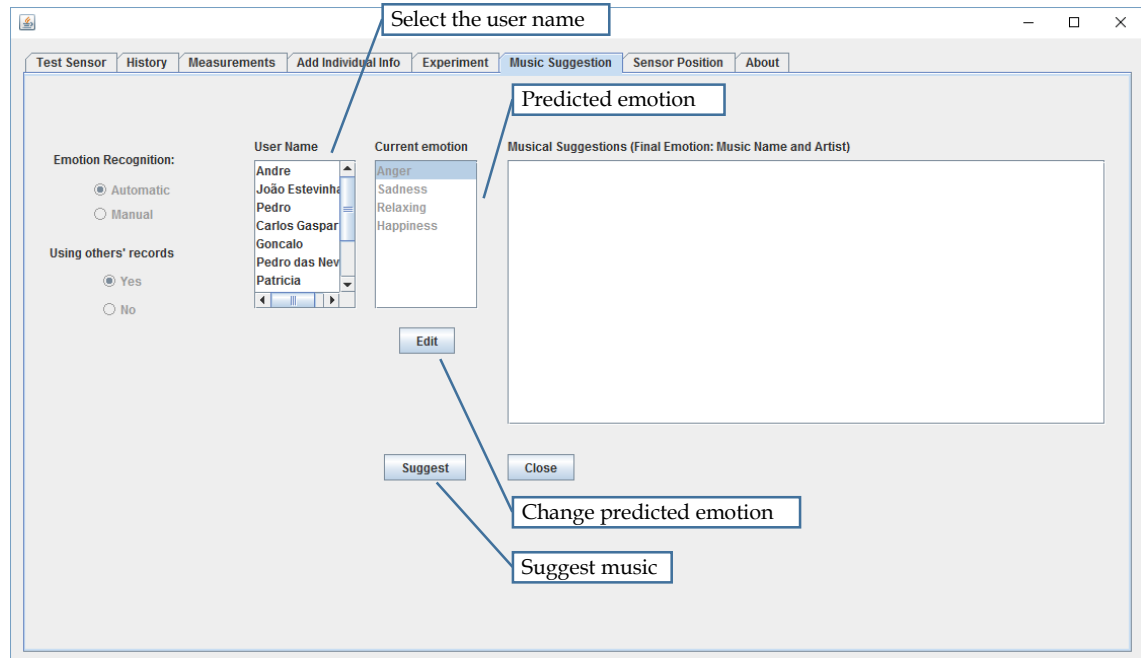 Select the user name
Test Sensor History Measurements Add Individual Info Experiment Music Suggestion Sensor Position About
Predicted emotion
Emotion Recognition:
Automatic
Manual
Using others' records
Yes
No
User Name
Andre
João Estevinha
Pedro
Carlos Gaspar
Goncalo
Pedro das Nev
Patricia
Current emotion
Anger
Sadness
Relaxing
Happiness
Edit
Musical Suggestions (Final Emotion: Music Name and Artist)
Suggest
Close
Change predicted emotion
Suggest music